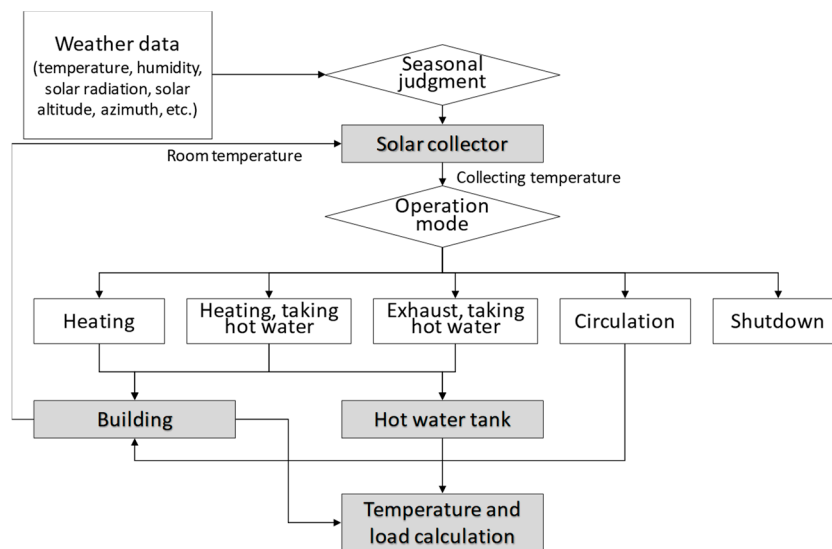 Weather data
(temperature, humidity,
solar radiation, solar
altitude, azimuth, etc.)
Seasonal
judgment
Solar collector
Room temperature
Collecting temperature
Operation
mode
Heating
Heating, taking
hot water
Exhaust, taking
hot water
Circulation
Shutdown
Building
Hot water tank
Temperature and
load calculation